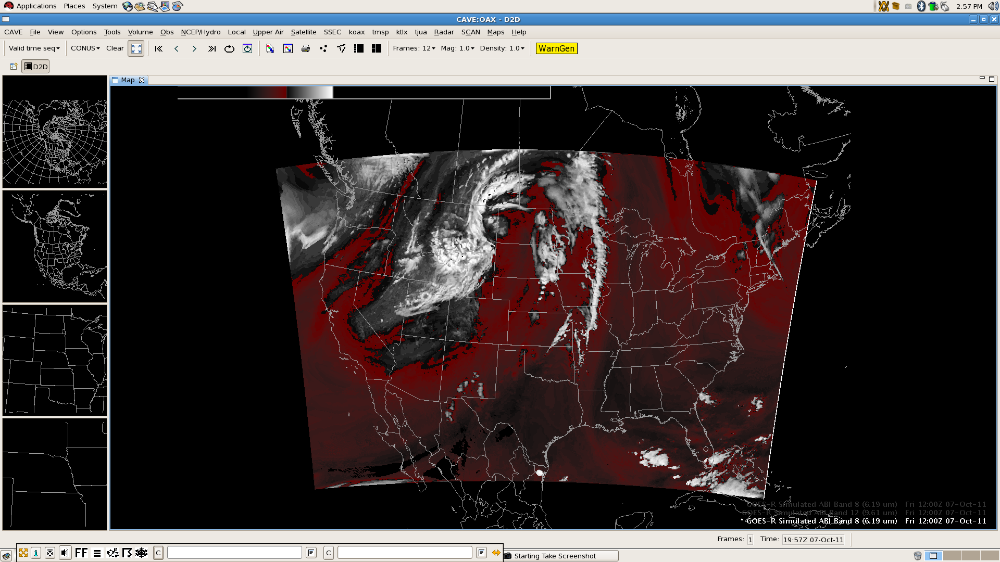 Applications Places System 2:57 PM
CAVE:OAX - D2D
CAVE File View Options Tools Volume Obs NCEP/Hydro Local Upper Air Satellite SSEC koax tmsp ktlx tjua Radar SCAN Maps Help
Valid time seq CONUS Clear Frames: 12 Mag: 1.0 Density: 1.0 WarnGen
D2D
Map
GOES-R Simulated ABI Band 8 (6.19 um) Fri 12:00Z 07-Oct-11
GOES-R Simulated ABI Band 12 (9.61 um) Fri 12:00Z 07-Oct-11
* GOES-R Simulated ABI Band 8 (6.19 um) Fri 12:00Z 07-Oct-11
Frames: 1 Time: 19:57Z 07-Oct-11
FF C C
Starting Take Screenshot